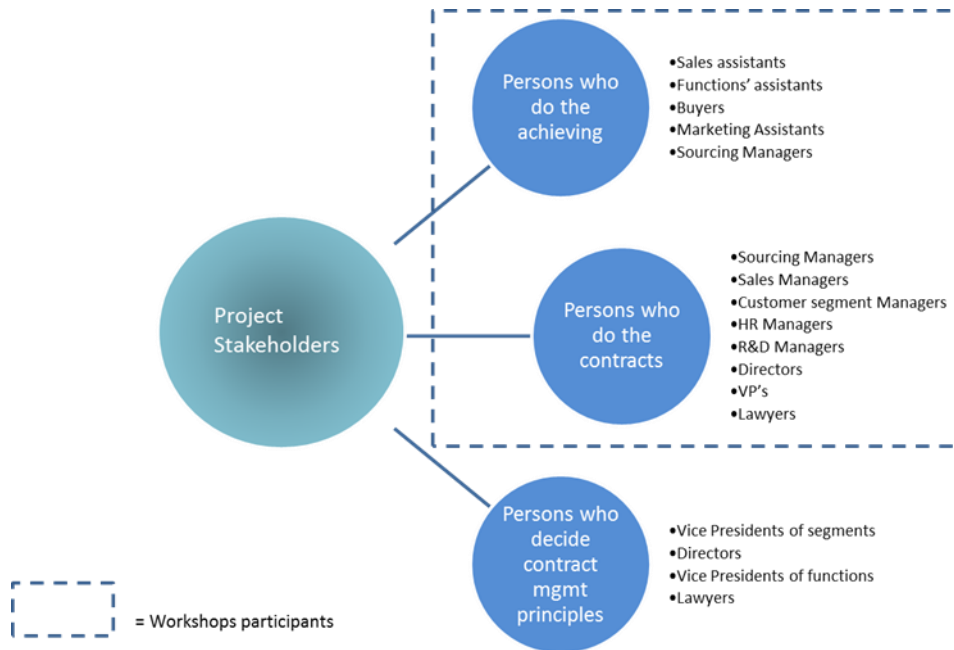 Persons who
do the
achieving
•Sales assistants
•Functions' assistants
•Buyers
•Marketing Assistants
•Sourcing Managers
Project
Stakeholders
Persons who
do the
contracts
•Sourcing Managers
•Sales Managers
•Customer segment Managers
•HR Managers
•R&D Managers
•Directors
•VP's
•Lawyers
Persons who
decide
contract
mgmt
principles
•Vice Presidents of segments
•Directors
•Vice Presidents of functions
•Lawyers
= Workshops participants